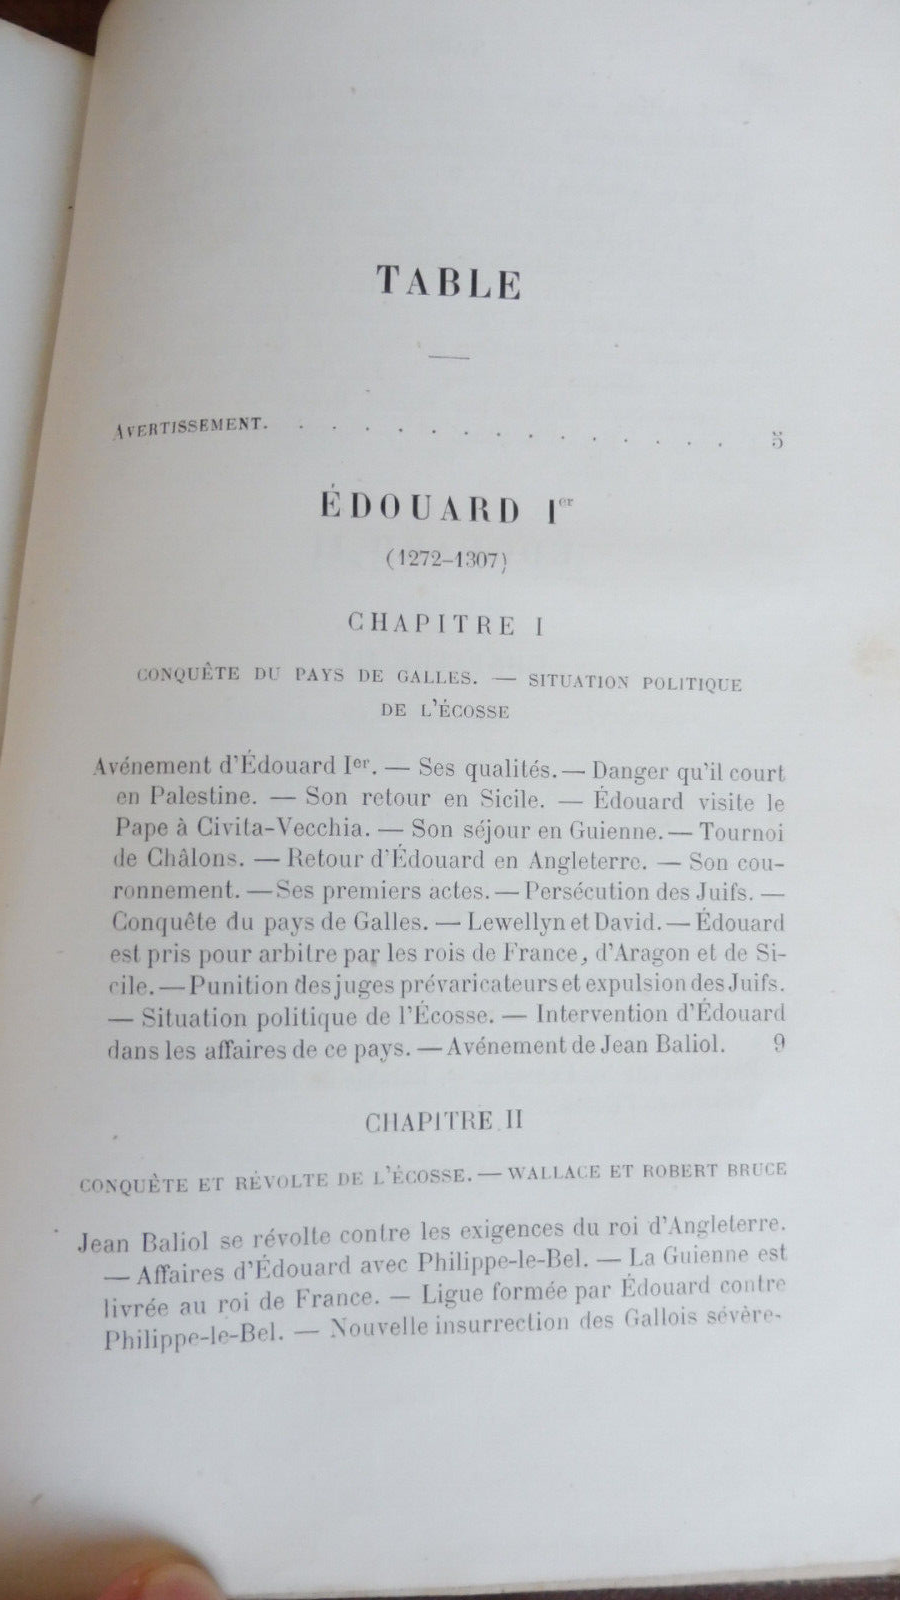 TABLE
AVERTISSEMENT. . . . . . . . . . . . . . . 5
ÉDOUARD Ier
(1272-1307)
CHAPITRE I
CONQUÊTE DU PAYS DE GALLES. — SITUATION POLITIQUE
DE L'ÉCOSSE
Avénement d'Édouard Ier. — Ses qualités. — Danger qu'il court
en Palestine. — Son retour en Sicile. — Édouard visite le
Pape à Civita-Vecchia. — Son séjour en Guienne. — Tournoi
de Châlons. — Retour d'Édouard en Angleterre. — Son cou-
ronnement. — Ses premiers actes. — Persécution des Juifs. —
Conquête du pays de Galles. — Lewellyn et David. — Édouard
est pris pour arbitre par les rois de France, d'Aragon et de Si-
cile. — Punition des juges prévaricateurs et expulsion des Juifs.
— Situation politique de l'Écosse. — Intervention d'Édouard
dans les affaires de ce pays. — Avénement de Jean Baliol. 9
CHAPITRE II
CONQUÈTE ET RÉVOLTE DE L'ÉCOSSE. — WALLACE ET ROBERT BRUCE
Jean Baliol se révolte contre les exigences du roi d'Angleterre.
— Affaires d'Édouard avec Philippe-le-Bel. — La Guienne est
livrée au roi de France. — Ligue formée par Édouard contre
Philippe-le-Bel. — Nouvelle insurrection des Gallois sévère-